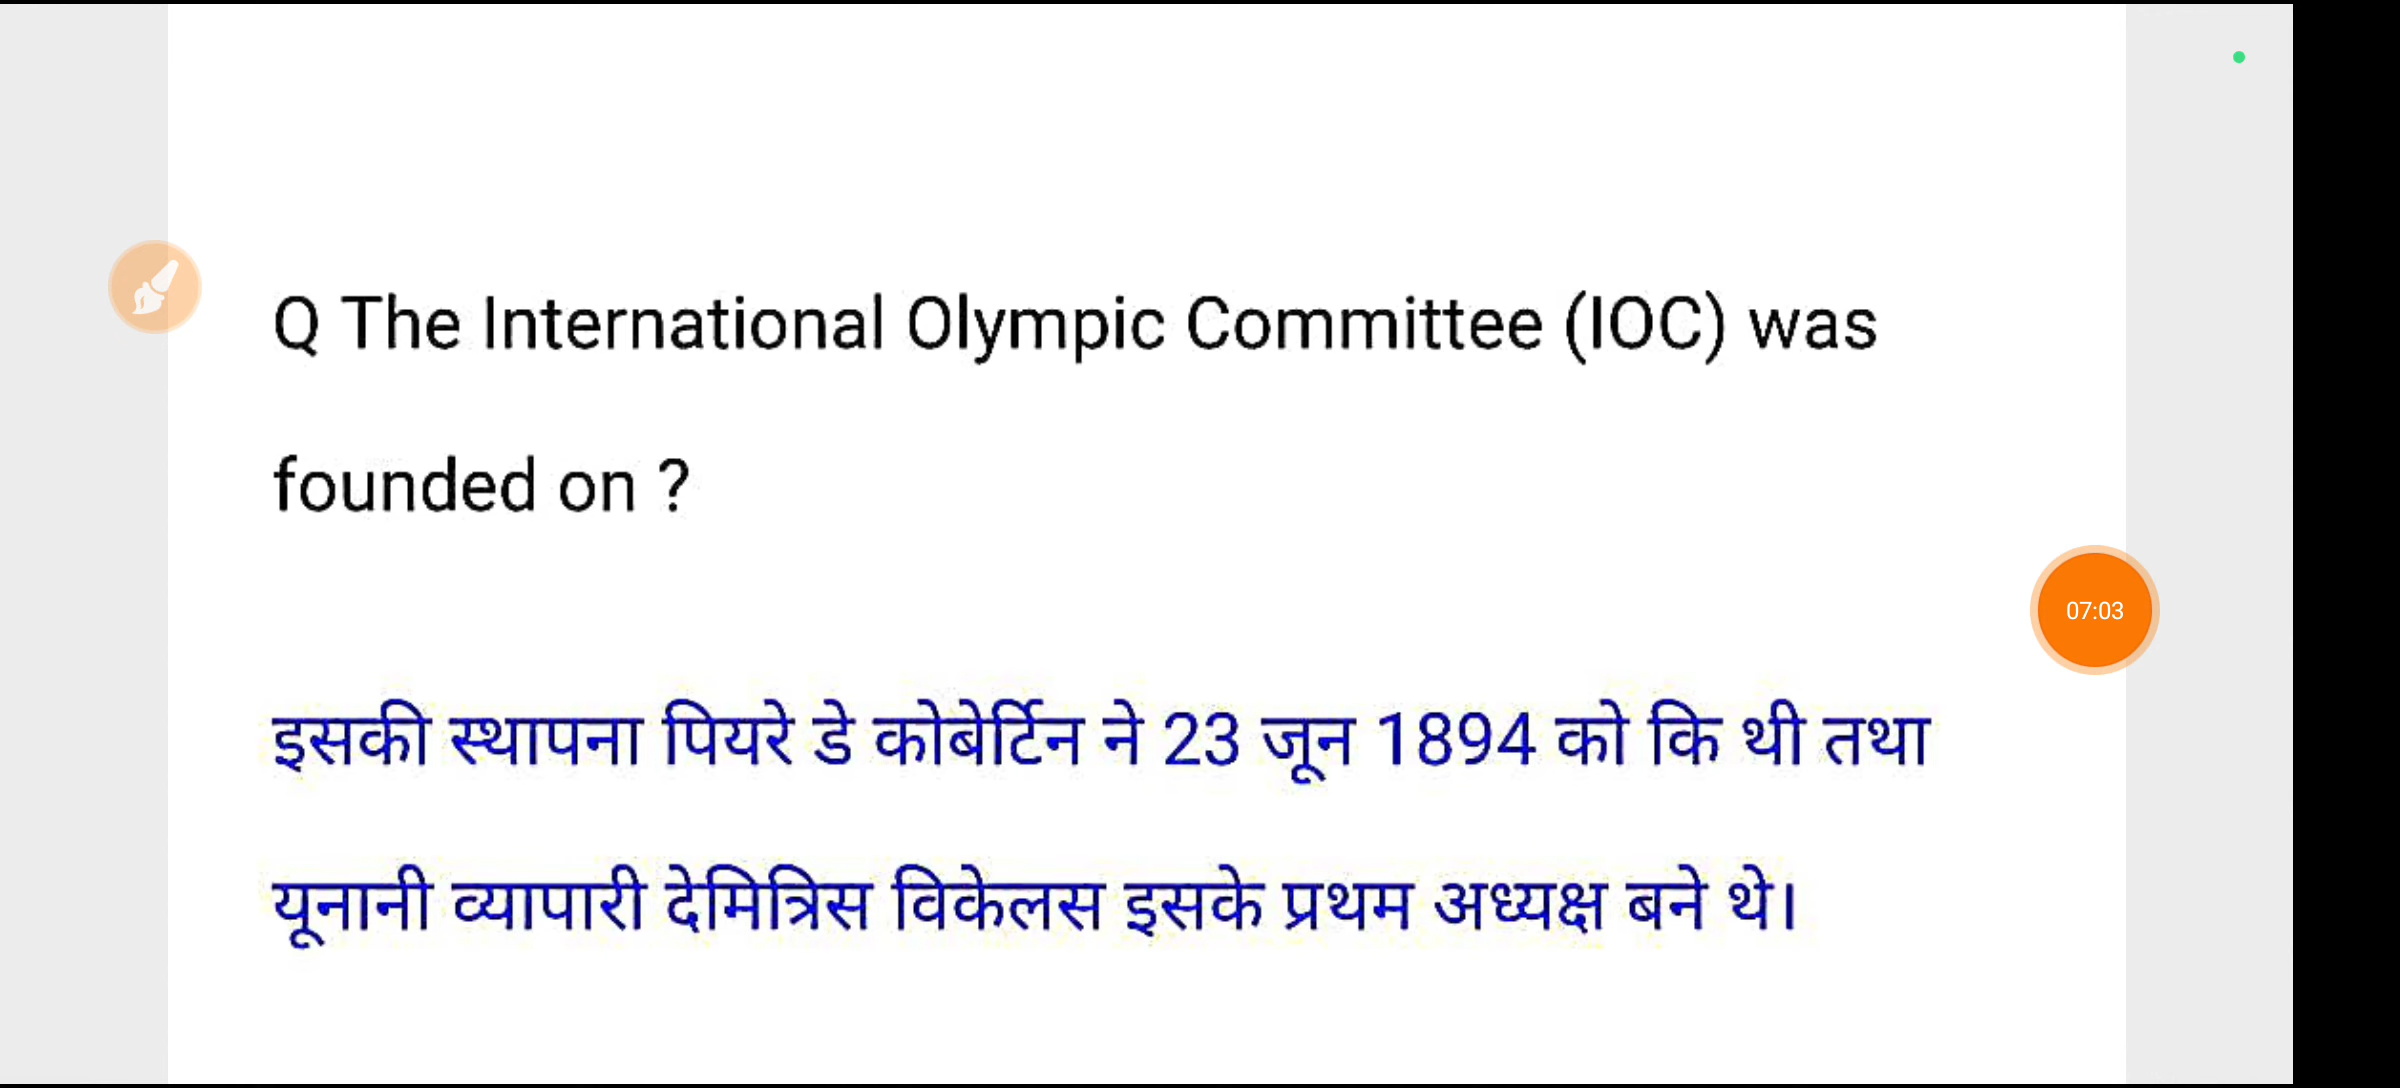 Q The International Olympic Committee (IOC) was
founded on ?
07:03
इसकी स्थापना पियरे डे कोबेर्टिन ने 23 जून 1894 को कि थी तथा
यूनानी व्यापारी देमित्रिस विकेलस इसके प्रथम अध्यक्ष बने थे।